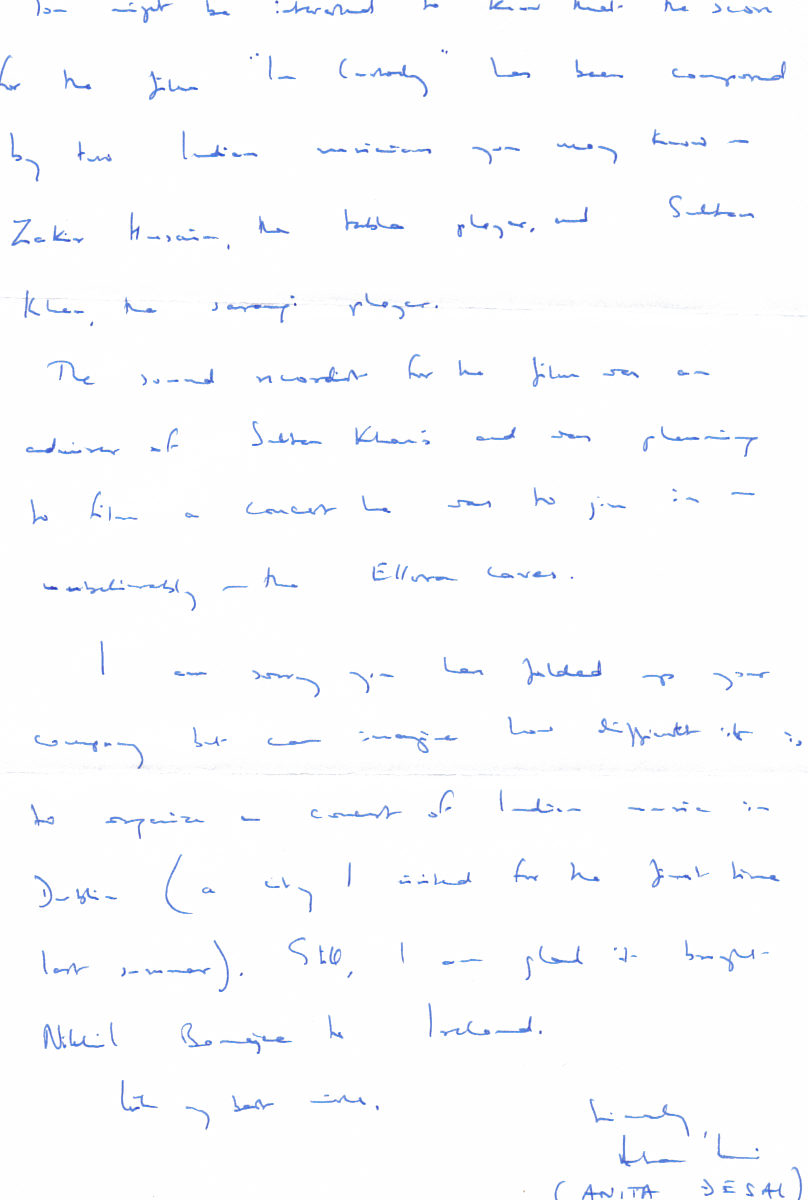 You might be interested to know that the score
for the film "In Custody" has been composed
by two Indian musicians you may know –
Zakir Husain, the tabla player, and Sultan
Khan, the sarangi player.
The sound recordist for the film was an
admirer of Sultan Khan's and was planning
to film a concert he was to join in –
unbelievably – the Ellora caves.
I am sorry you have folded up your
company but can imagine how difficult it is
to organize a concert of Indian music in
Dublin (a city I visited for the first time
last summer). Still, I am glad it brought
Nikhil Banerjee to Ireland.
With my best wishes,
Sincerely,
Anita Desai
(ANITA DESAI)